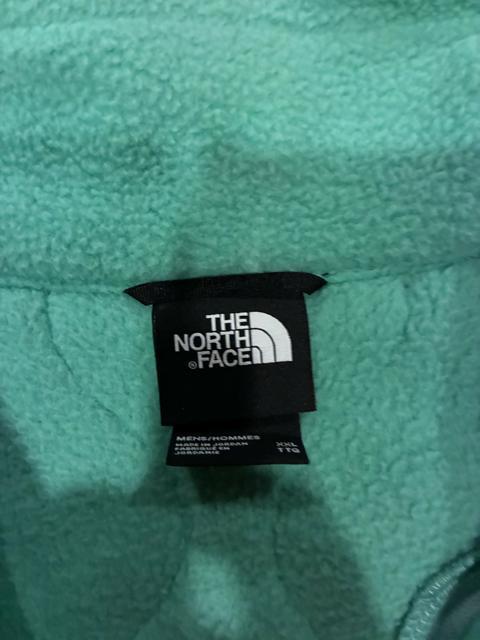 THE
NORTH
®FACE
MENS/HOMMES
MADE IN JORDAN XXL
FABRIQUÉ EN TTG
JORDANIE